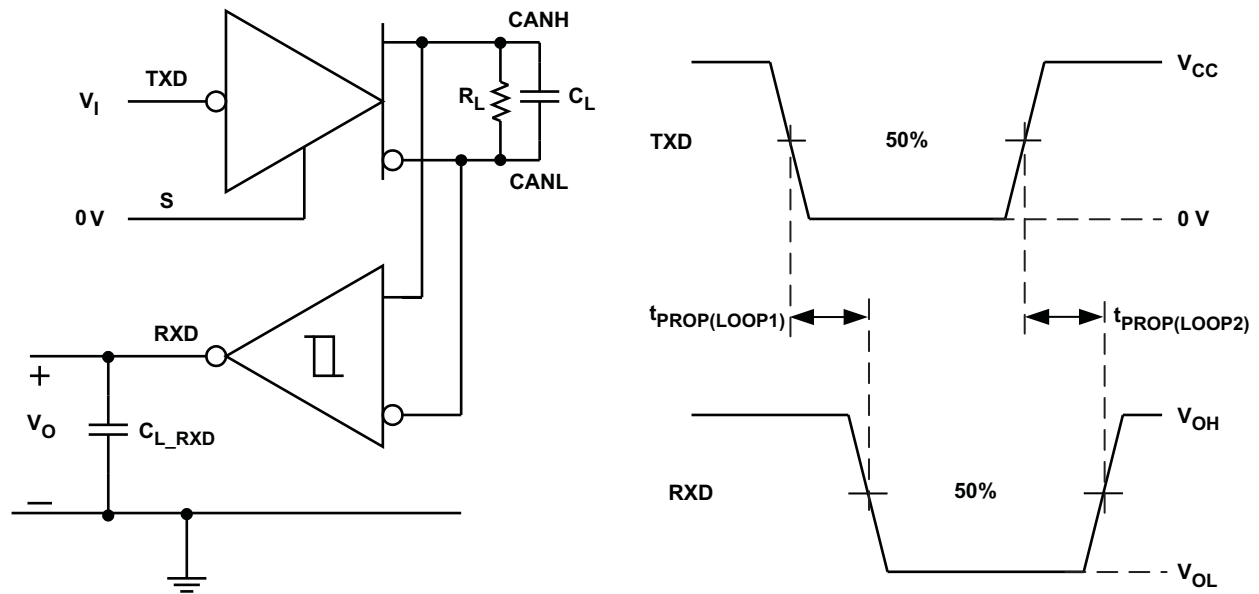 CANH
TXD
V_I
R_L
C_L
S
0 V
CANL
RXD
+
V_O
C_L_RXD
—
V_CC
TXD
50%
0 V
t_PROP(LOOP1)
t_PROP(LOOP2)
V_OH
RXD
50%
V_OL